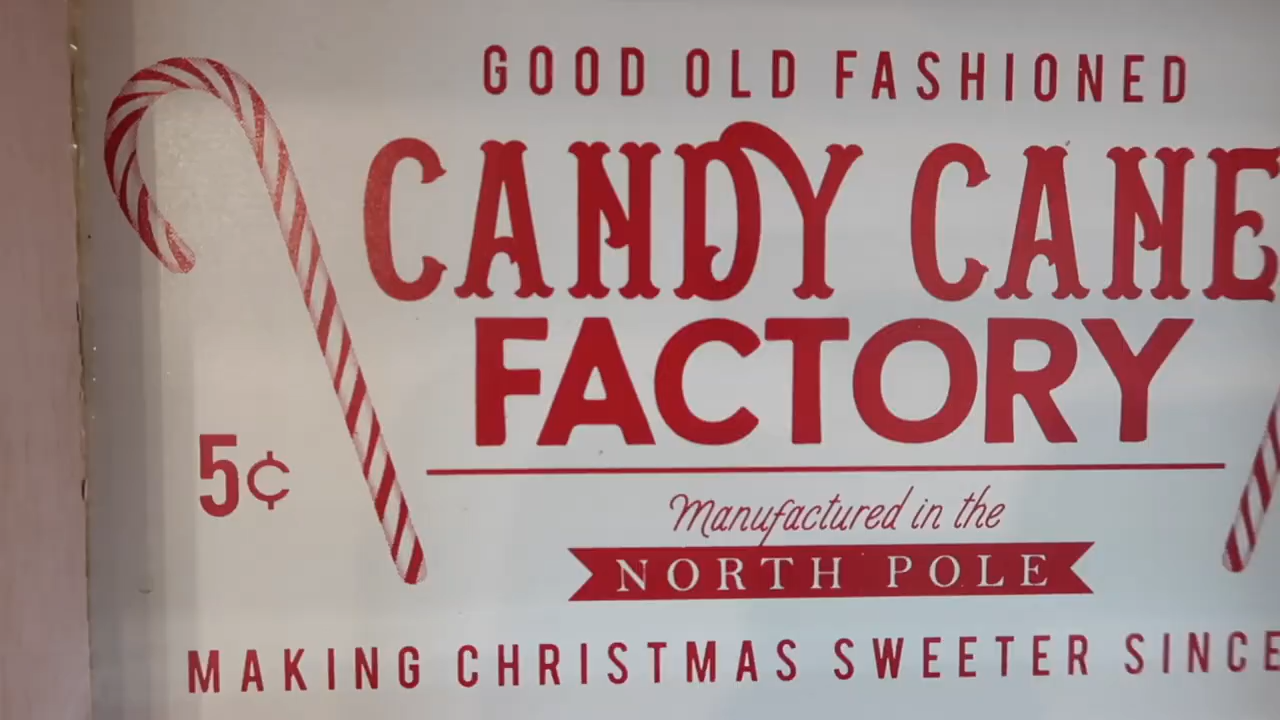 GOOD OLD FASHIONED
CANDY CANE
FACTORY
5¢
Manufactured in the
NORTH POLE
MAKING CHRISTMAS SWEETER SINCE